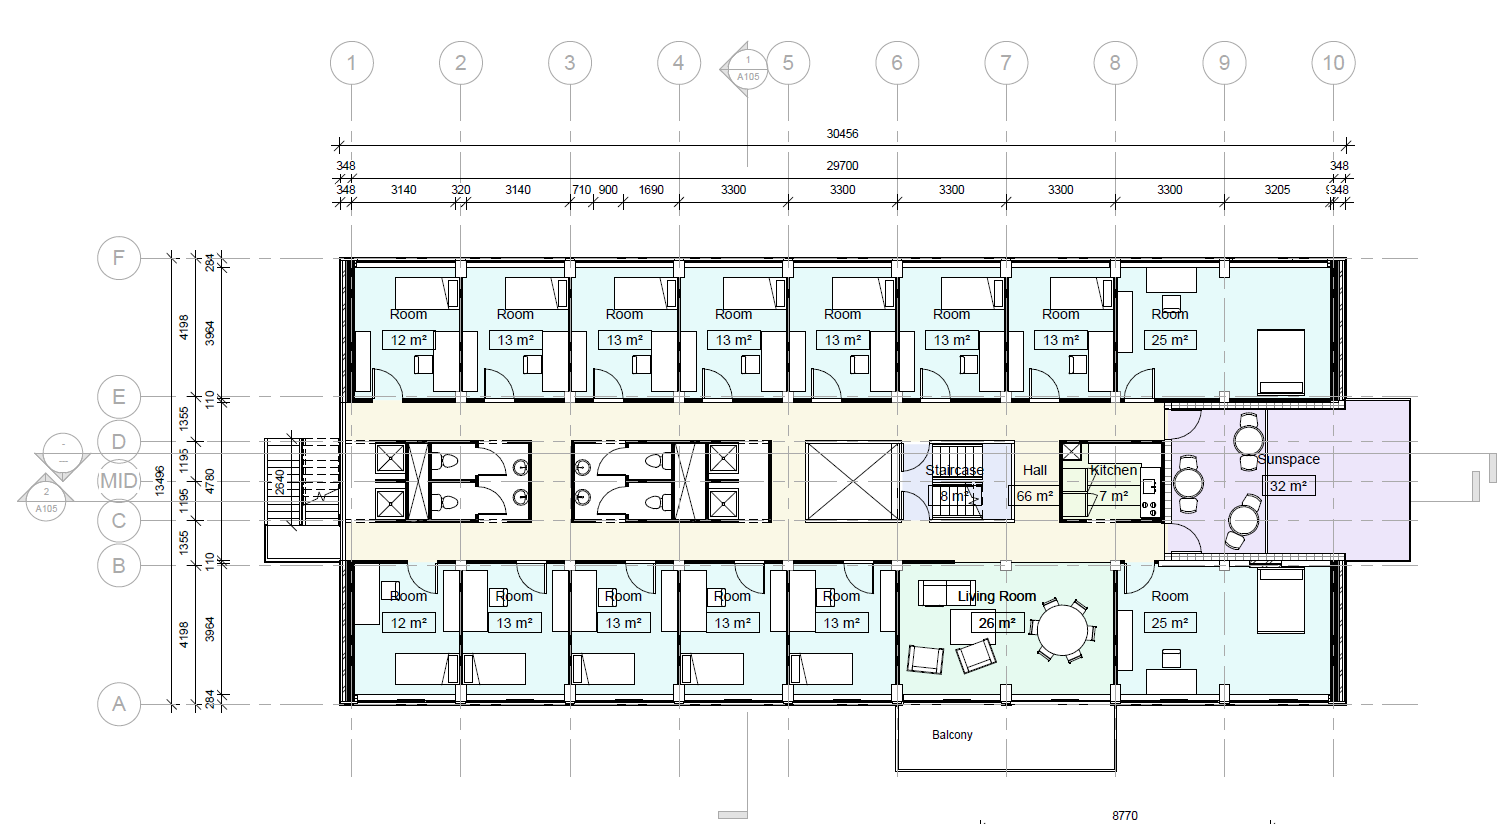 1 2 3 4 5 6 7 8 9 10
1
A105
30456
348 29700 348
348 3140 320 3140 710 900 1690 3300 3300 3300 3300 3300 3205 348
F
284
4198
3964
E
110
1355
D
1195
MID
13496
4780
1195
C
1355
B
110
4198
3964
A
284
-
--
2
A105
2640
Room Room Room Room Room Room Room Room
12 m² 13 m² 13 m² 13 m² 13 m² 13 m² 13 m² 25 m²
Staircase Hall Kitchen Sunspace
8 m² 66 m² 7 m² 32 m²
Room Room Room Room Room Living Room Room
12 m² 13 m² 13 m² 13 m² 13 m² 26 m² 25 m²
Balcony
8770